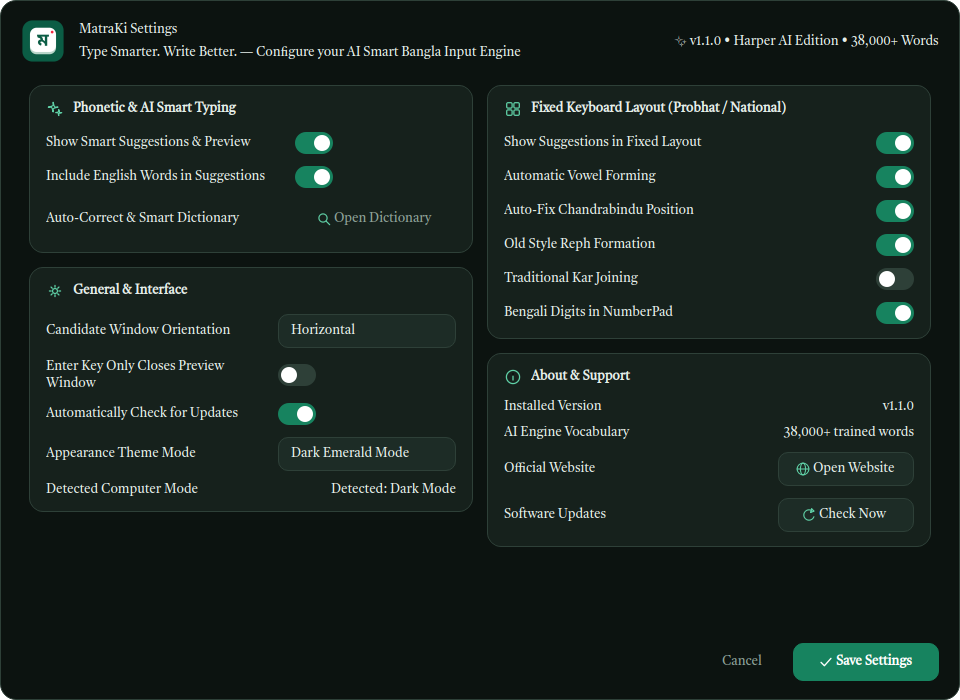 ম
MatraKi Settings
Type Smarter. Write Better. — Configure your AI Smart Bangla Input Engine
v1.1.0 • Harper AI Edition • 38,000+ Words
Phonetic & AI Smart Typing
Show Smart Suggestions & Preview
Include English Words in Suggestions
Auto-Correct & Smart Dictionary
Open Dictionary
General & Interface
Candidate Window Orientation
Horizontal
Enter Key Only Closes Preview
Window
Automatically Check for Updates
Appearance Theme Mode
Dark Emerald Mode
Detected Computer Mode
Detected: Dark Mode
Fixed Keyboard Layout (Probhat / National)
Show Suggestions in Fixed Layout
Automatic Vowel Forming
Auto-Fix Chandrabindu Position
Old Style Reph Formation
Traditional Kar Joining
Bengali Digits in NumberPad
About & Support
Installed Version
v1.1.0
AI Engine Vocabulary
38,000+ trained words
Official Website
Open Website
Software Updates
Check Now
Cancel
Save Settings